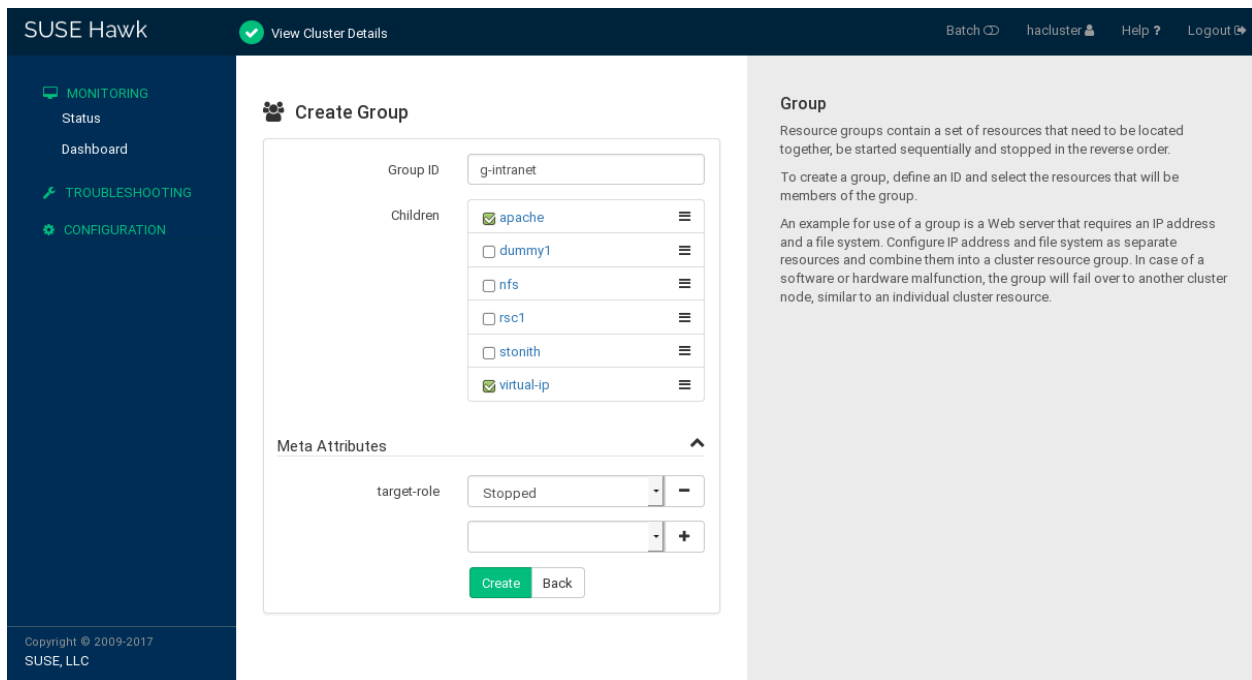 SUSE Hawk
View Cluster Details
Batch
hacluster
Help ?
Logout
MONITORING
Status
Dashboard
TROUBLESHOOTING
CONFIGURATION
Copyright © 2009-2017
SUSE, LLC
Create Group
Group ID
g-intranet
Children
apache
dummy1
nfs
rsc1
stonith
virtual-ip
Meta Attributes
target-role
Stopped
Create
Back
Group
Resource groups contain a set of resources that need to be located
together, be started sequentially and stopped in the reverse order.
To create a group, define an ID and select the resources that will be
members of the group.
An example for use of a group is a Web server that requires an IP address
and a file system. Configure IP address and file system as separate
resources and combine them into a cluster resource group. In case of a
software or hardware malfunction, the group will fail over to another cluster
node, similar to an individual cluster resource.